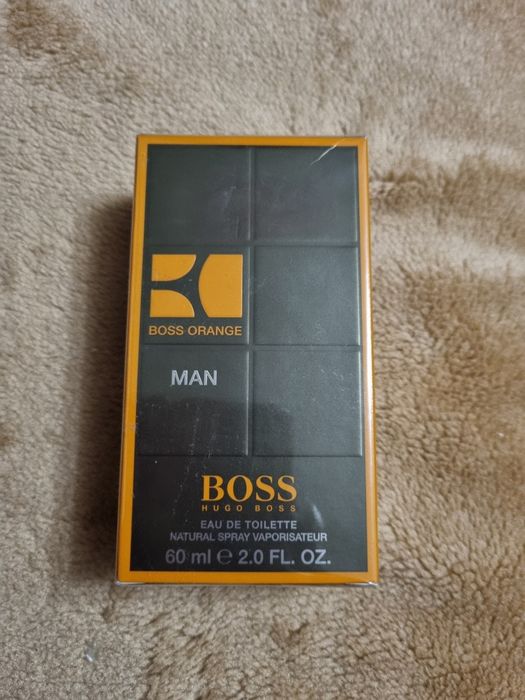 BOSS ORANGE
MAN
BOSS
HUGO BOSS
EAU DE TOILETTE
NATURAL SPRAY VAPORISATEUR
60 ml ℮ 2.0 FL. OZ.